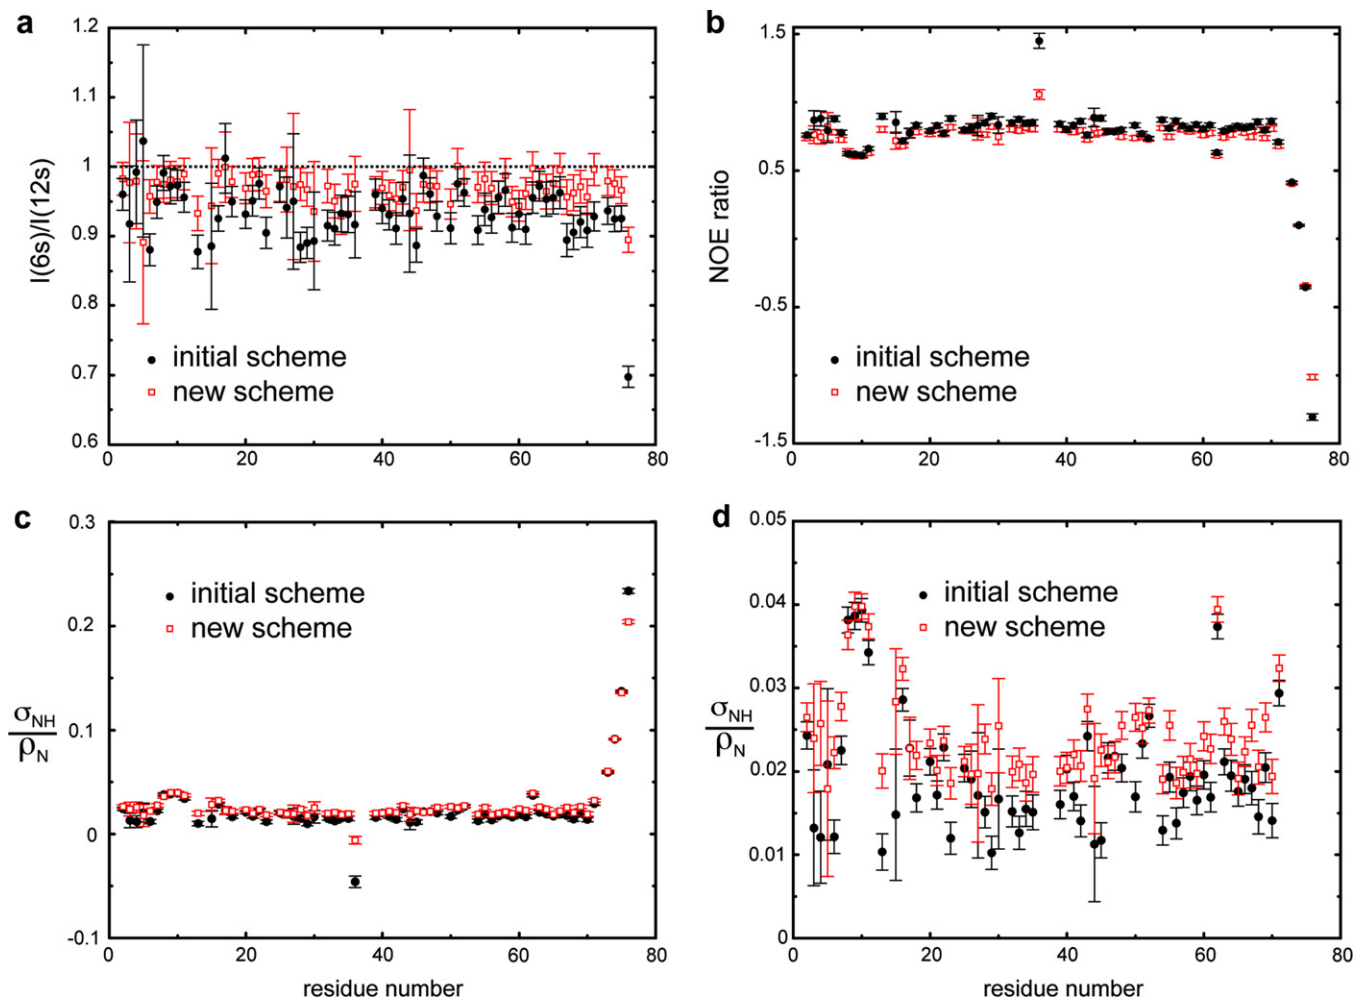 a
1.2
1.1
1
0.9
0.8
0.7
0.6
I(6s)/I(12s)
initial scheme
new scheme
0 20 40 60 80
b
1.5
0.5
-0.5
-1.5
NOE ratio
initial scheme
new scheme
0 20 40 60 80
c
0.3
0.2
0.1
0
-0.1
σNH
ρN
initial scheme
new scheme
0 20 40 60 80
residue number
d
0.05
0.04
0.03
0.02
0.01
0
σNH
ρN
initial scheme
new scheme
0 20 40 60 80
residue number